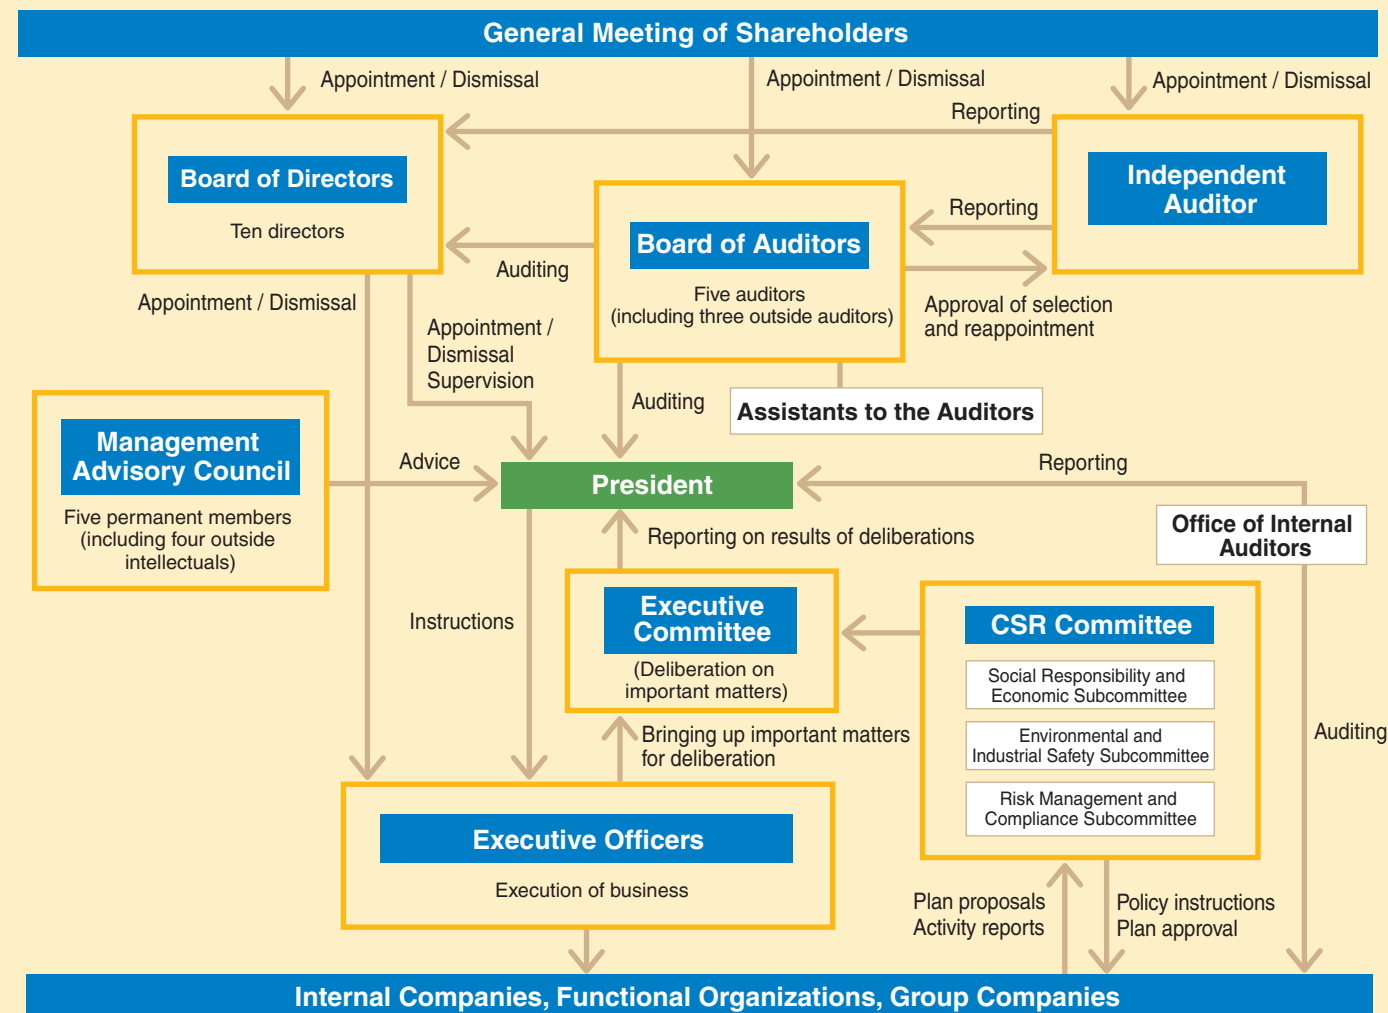 General Meeting of Shareholders
Appointment / Dismissal
Appointment / Dismissal
Appointment / Dismissal
Reporting
Board of Directors
Ten directors
Independent
Auditor
Reporting
Board of Auditors
Five auditors
(including three outside auditors)
Auditing
Approval of selection
and reappointment
Appointment / Dismissal
Appointment /
Dismissal
Supervision
Auditing
Assistants to the Auditors
Management
Advisory Council
Five permanent members
(including four outside
intellectuals)
Advice
President
Reporting
Office of Internal
Auditors
Reporting on results of deliberations
Instructions
Executive
Committee
(Deliberation on
important matters)
CSR Committee
Social Responsibility and
Economic Subcommittee
Environmental and
Industrial Safety Subcommittee
Risk Management and
Compliance Subcommittee
Auditing
Bringing up important matters
for deliberation
Executive Officers
Execution of business
Plan proposals
Activity reports
Policy instructions
Plan approval
Internal Companies, Functional Organizations, Group Companies